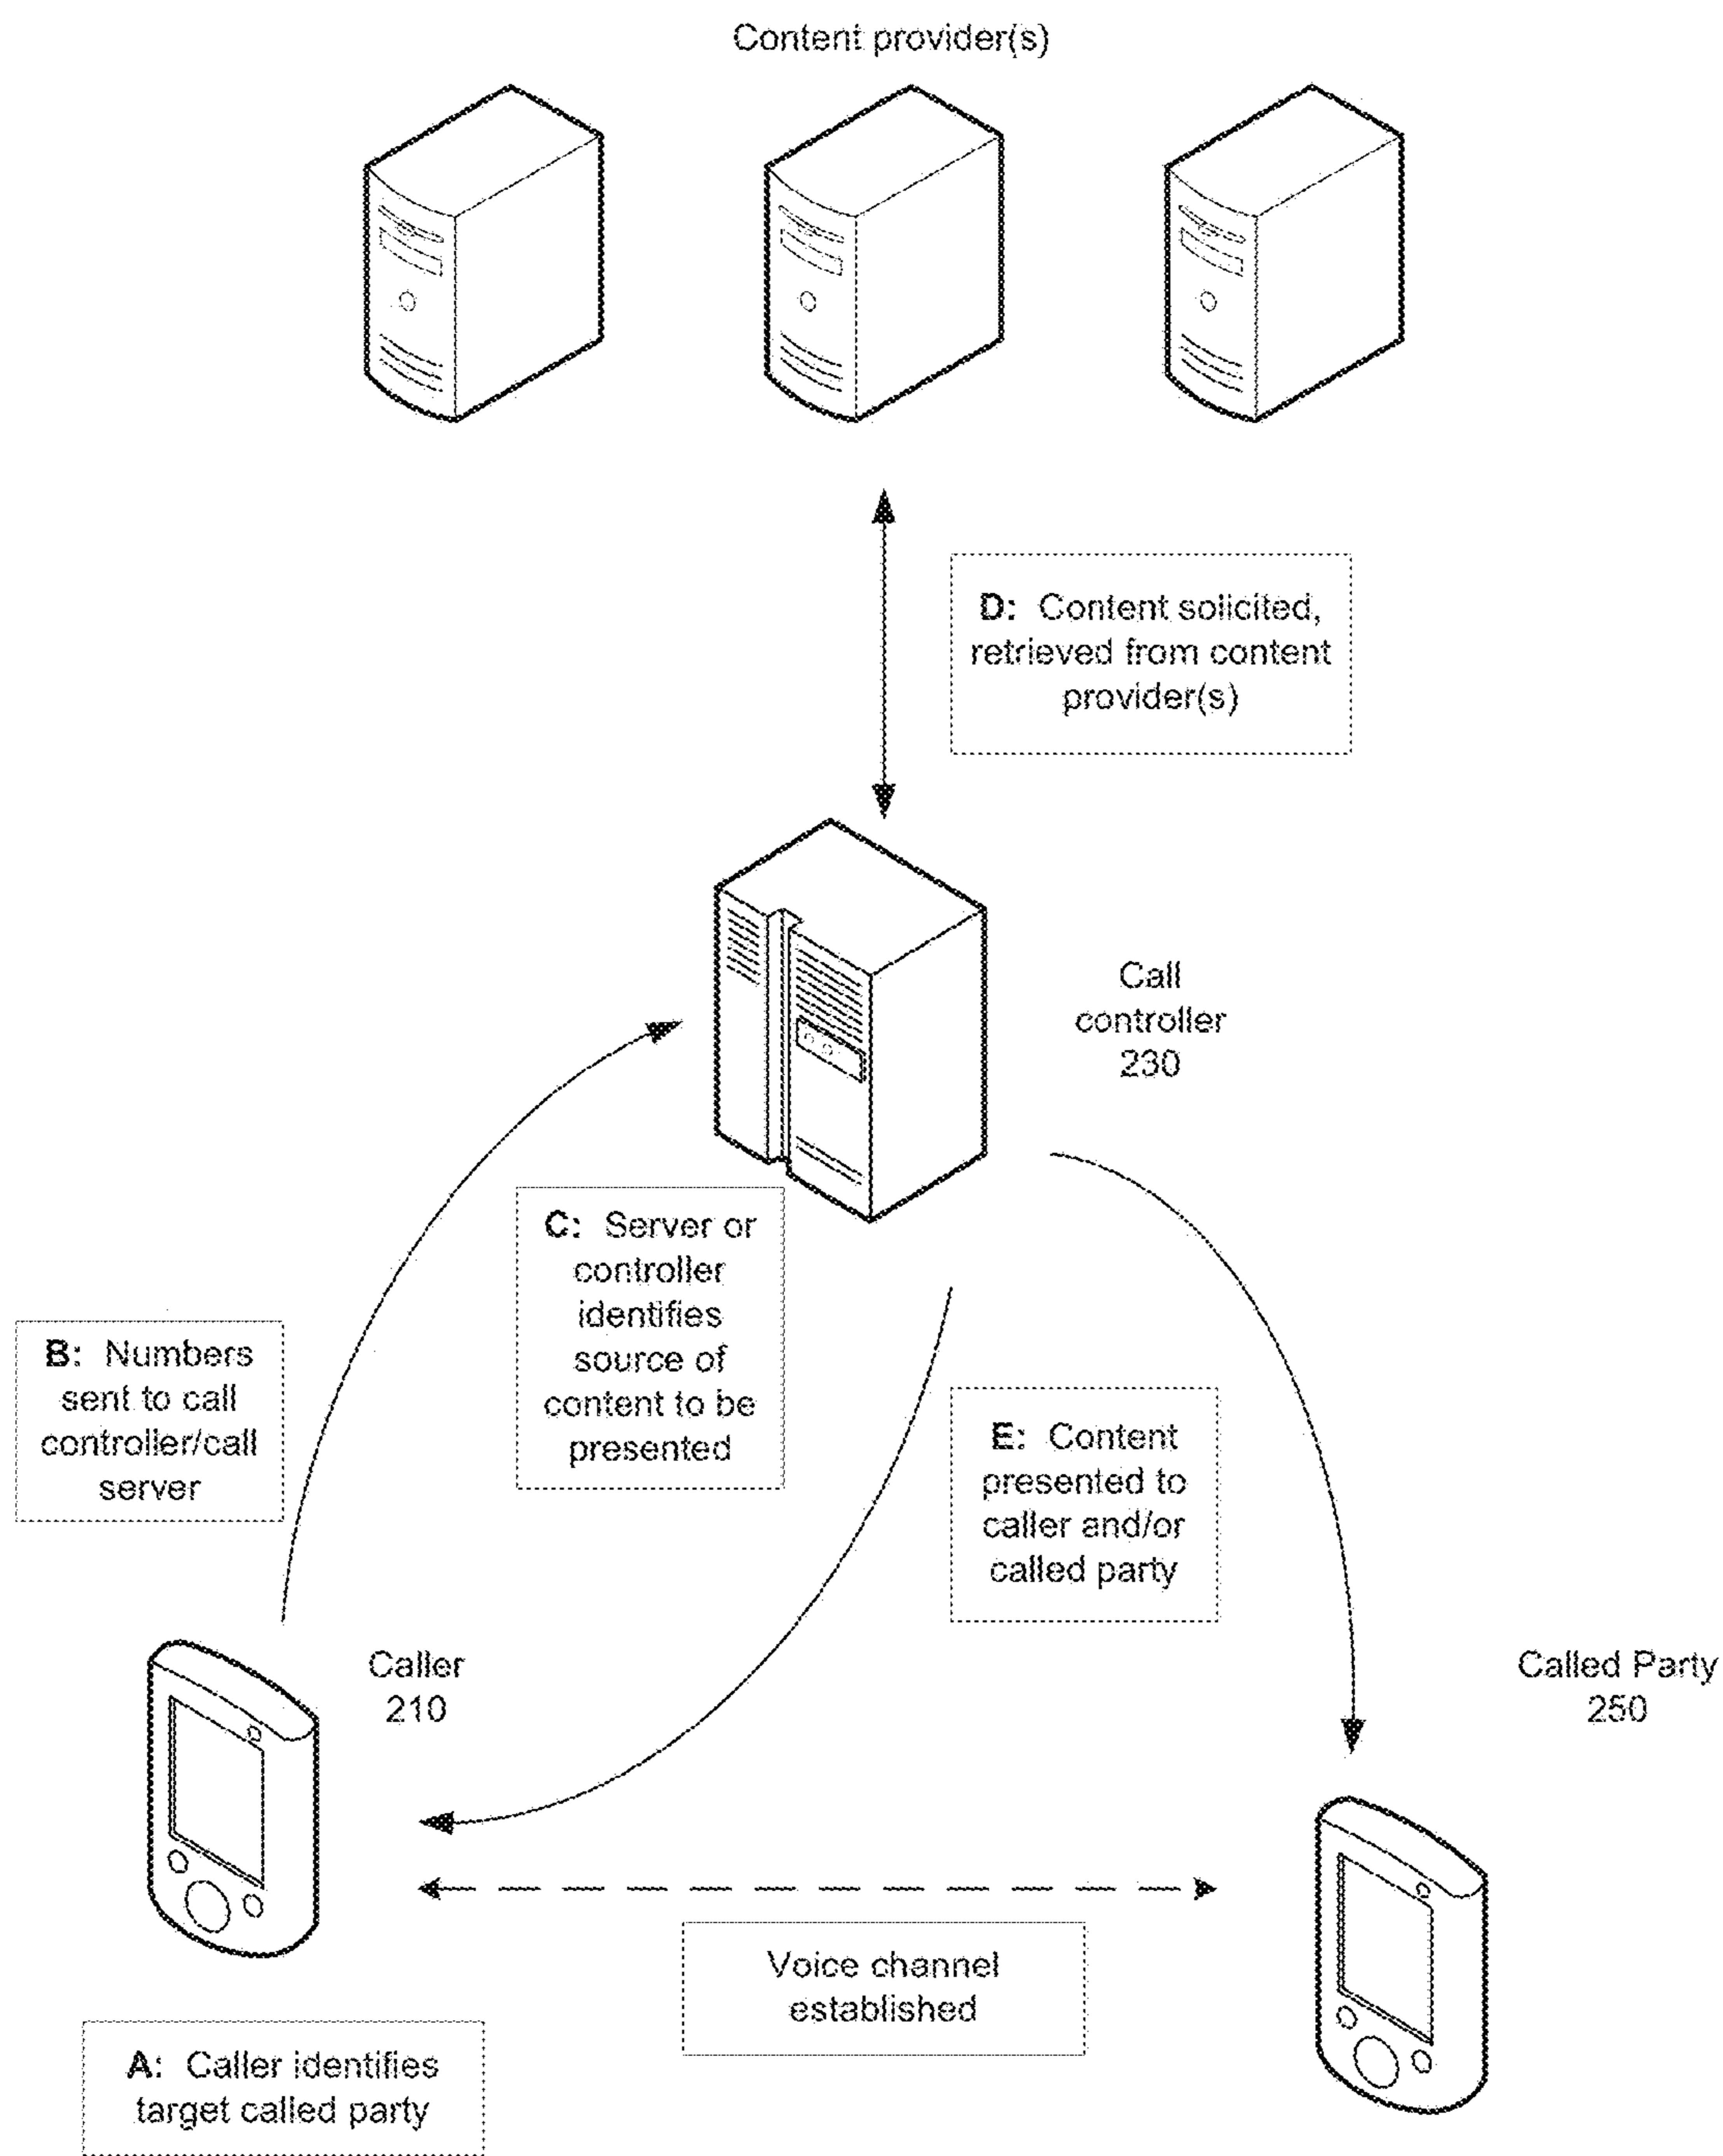 Content provider(s)
D: Content solicited,
retrieved from content
provider(s)
Call
controller
230
C: Server or
controller
identifies
source of
content to be
presented
B: Numbers
sent to call
controller/call
server
E: Content
presented to
caller and/or
called party
Caller
210
Called Party
250
Voice channel
established
A: Caller identifies
target called party